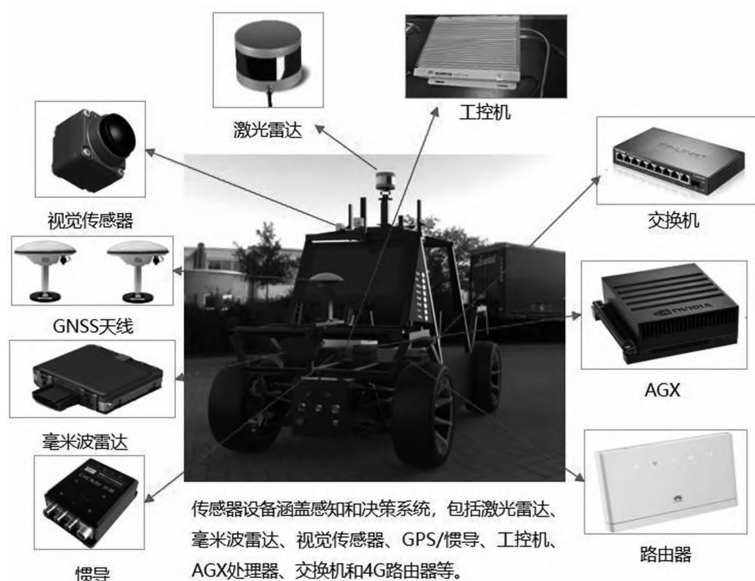 激光雷达
工控机
视觉传感器
TP-LINK
交换机
GNSS天线
NVIDIA
AGX
毫米波雷达
惯导
路由器
传感器设备涵盖感知和决策系统，包括激光雷达、
毫米波雷达、视觉传感器、GPS/惯导、工控机、
AGX处理器、交换机和4G路由器等。